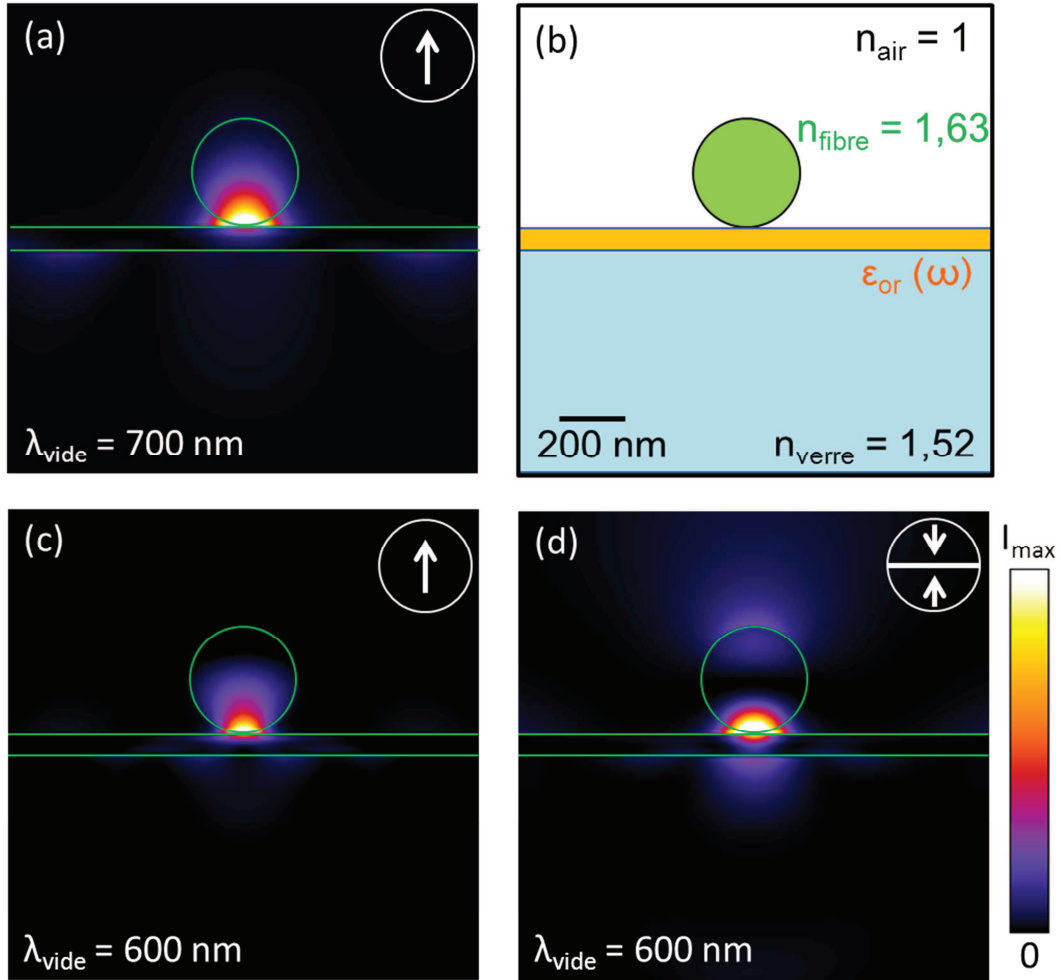 (a)
λvide = 700 nm
(b)
nair = 1
nfibre = 1,63
εor (ω)
200 nm
nverre = 1,52
(c)
λvide = 600 nm
(d)
λvide = 600 nm
Imax
0